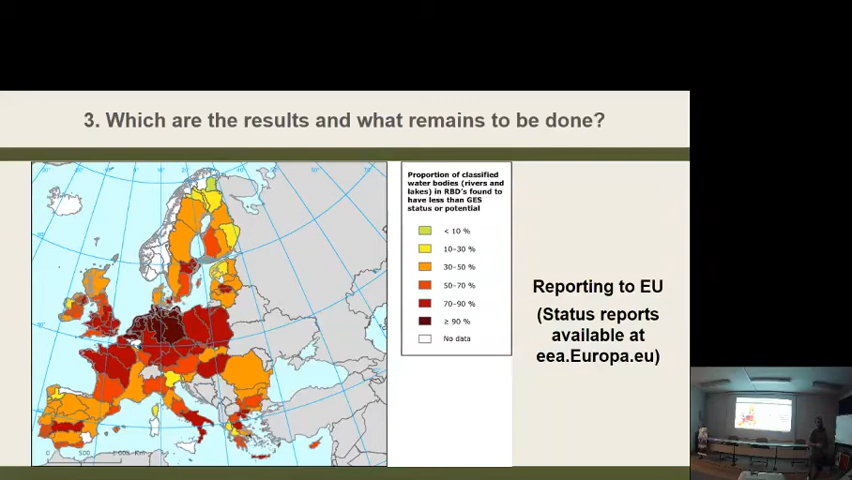 3. Which are the results and what remains to be done?
Proportion of classified
water bodies (rivers and
lakes) in RBD's found to
have less than GES
status or potential
< 10 %
10–30 %
30–50 %
50–70 %
70–90 %
≥ 90 %
No data
Reporting to EU
(Status reports
available at
eea.Europa.eu)